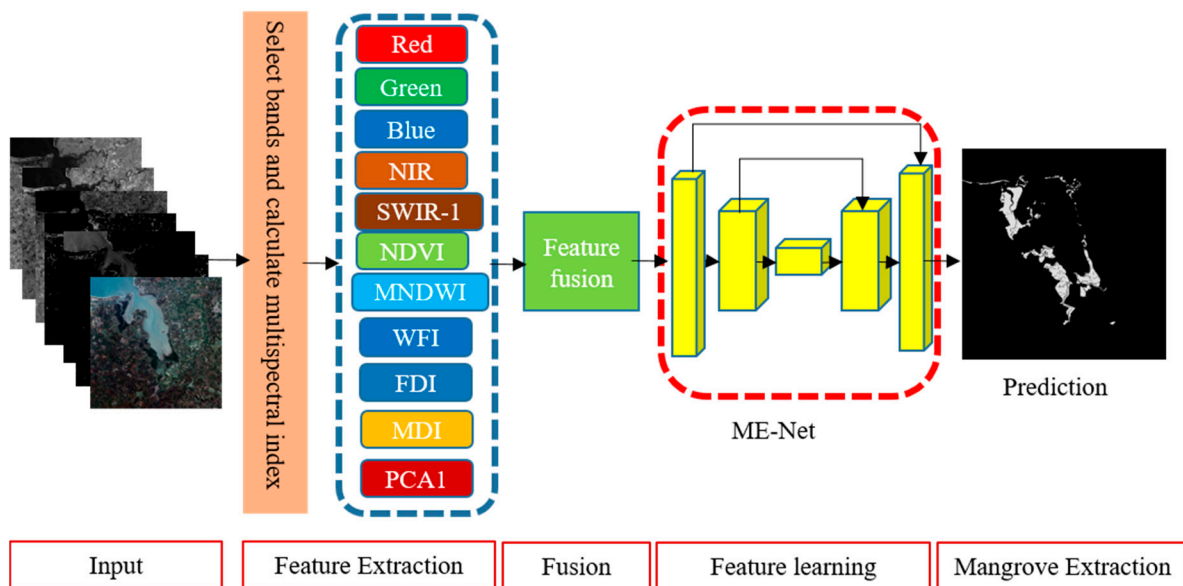 Select bands and calculate multispectral index
Red
Green
Blue
NIR
SWIR-1
NDVI
MNDWI
WFI
FDI
MDI
PCA1
Feature
fusion
ME-Net
Prediction
Input
Feature Extraction
Fusion
Feature learning
Mangrove Extraction